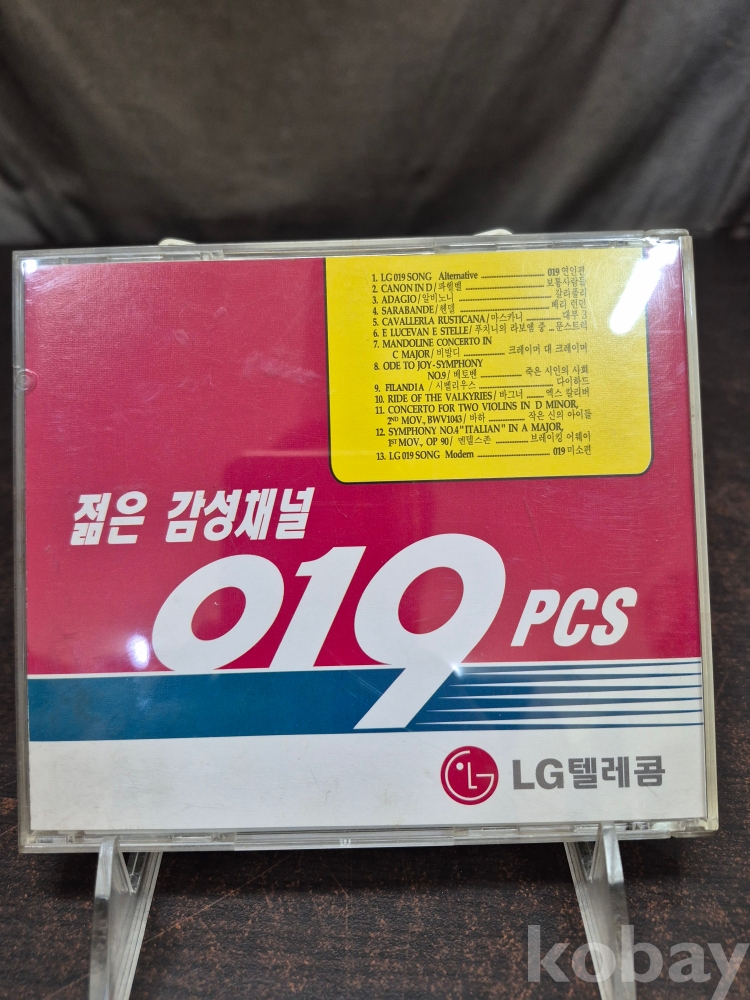 1. LG 019 SONG Alternative 019 연인편
2. CANON IN D / 파헬벨 보통사람들
3. ADAGIO / 알비노니 갈리폴리
4. SARABANDE / 헨델 베리 린던
5. CAVALLERLA RUSTICANA / 마스카니 대부 3
6. E LUCEVAN E STELLE / 푸치니의 라보엠 중 문스트럭
7. MANDOLINE CONCERTO IN
C MAJOR / 비발디 크레이머 대 크레이머
8. ODE TO JOY-SYMPHONY
NO.9 / 베토벤 죽은 시인의 사회
9. FILANDIA / 시벨리우스 다이하드
10. RIDE OF THE VALKYRIES / 바그너 엑스 칼리버
11. CONCERTO FOR TWO VIOLINS IN D MINOR,
2ND MOV., BWV1043 / 바하 작은 신의 아이들
12. SYMPHONY NO.4 "ITALIAN" IN A MAJOR,
1ST MOV., OP 90 / 멘델스존 브레이킹 어웨이
13. LG 019 SONG Modern 019 미소편
젊은 감성채널
019 PCS
LG텔레콤
kobay